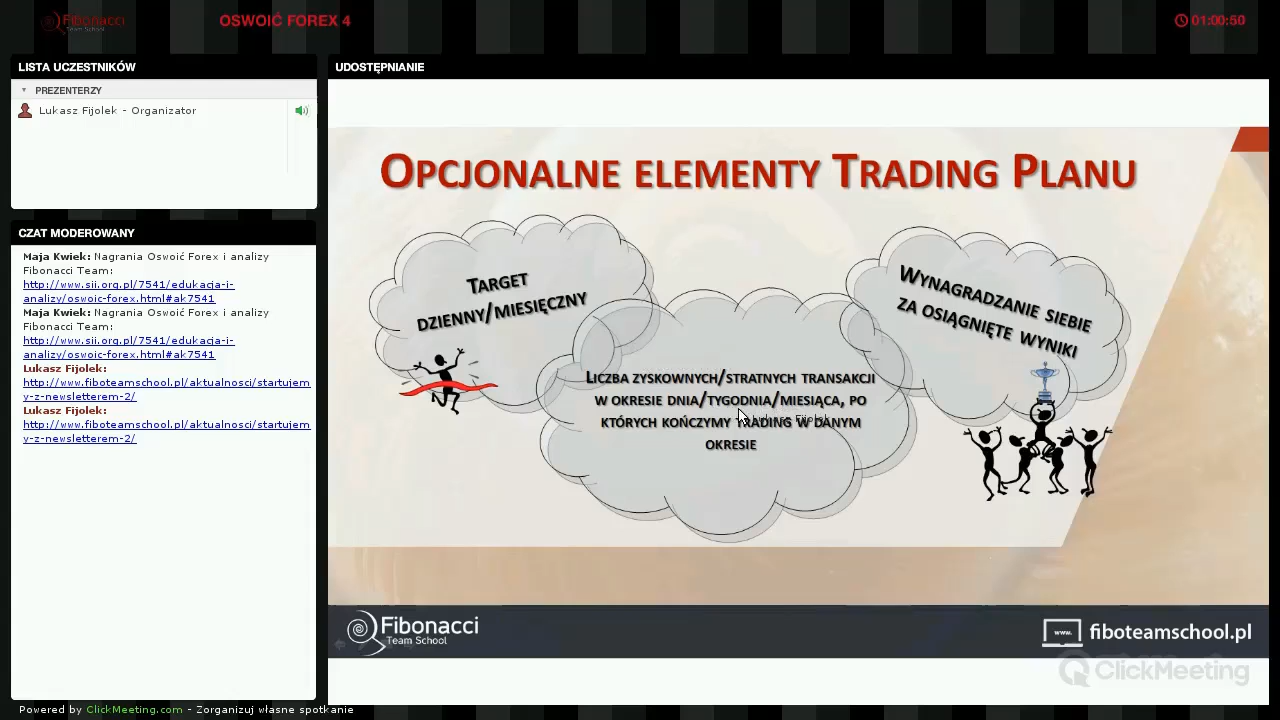 Fibonacci
Team School
OSWOIĆ FOREX 4
01:00:50
LISTA UCZESTNIKÓW
PREZENTERZY
Lukasz Fijolek - Organizator
CZAT MODEROWANY
Maja Kwiek: Nagrania Oswoić Forex i analizy
Fibonacci Team:
http://www.sii.org.pl/7541/edukacja-i-
analizy/oswoic-forex.html#ak7541
Maja Kwiek: Nagrania Oswoić Forex i analizy
Fibonacci Team:
http://www.sii.org.pl/7541/edukacja-i-
analizy/oswoic-forex.html#ak7541
Lukasz Fijolek:
http://www.fiboteamschool.pl/aktualnosci/startujem
y-z-newsletterem-2/
Lukasz Fijolek:
http://www.fiboteamschool.pl/aktualnosci/startujem
y-z-newsletterem-2/
UDOSTĘPNIANIE
OPCJONALNE ELEMENTY TRADING PLANU
TARGET
DZIENNY/MIESIĘCZNY
LICZBA ZYSKOWNYCH/STRATNYCH TRANSAKCJI
W OKRESIE DNIA/TYGODNIA/MIESIĄCA, PO
KTÓRYCH KOŃCZYMY TRADING W DANYM
OKRESIE
Lukasz Fijolek
WYNAGRADZANIE SIEBIE
ZA OSIĄGNIĘTE WYNIKI
Fibonacci
Team School
www.
fiboteamschool.pl
ClickMeeting
Powered by ClickMeeting.com - Zorganizuj własne spotkanie